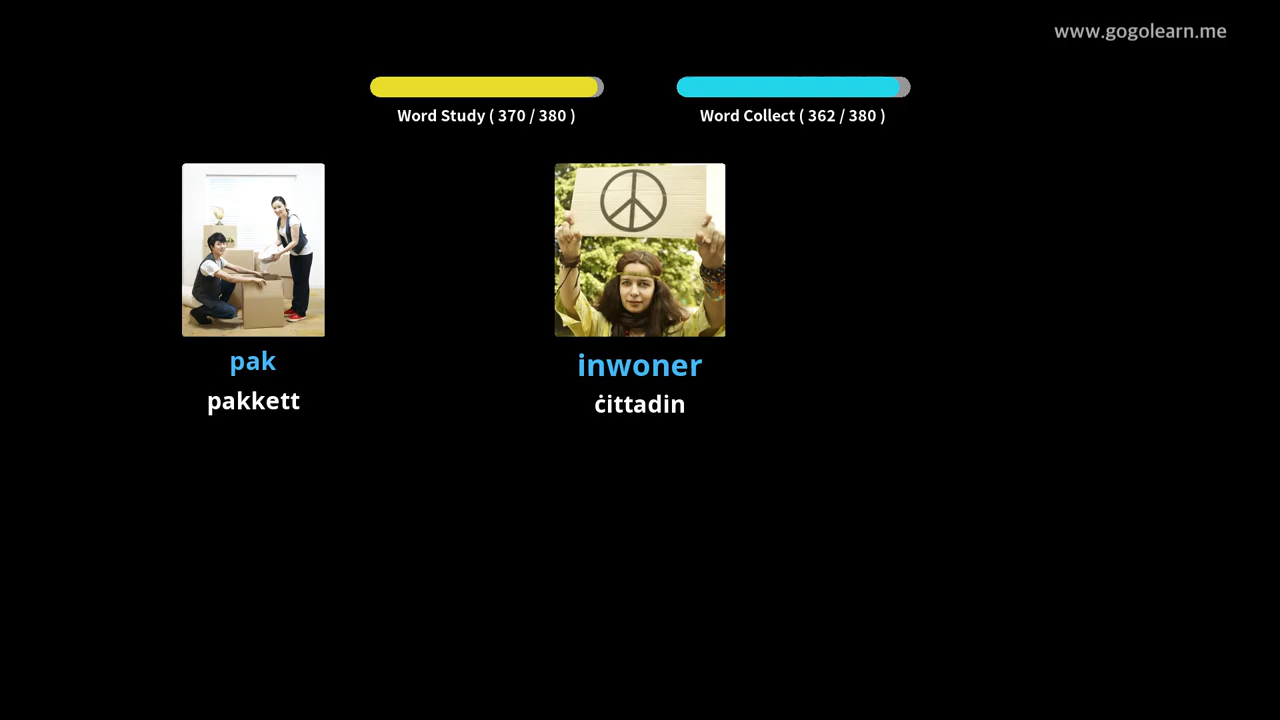 www.gogolearn.me
Word Study ( 370 / 380 )
Word Collect ( 362 / 380 )
pak
pakkett
inwoner
ċittadin